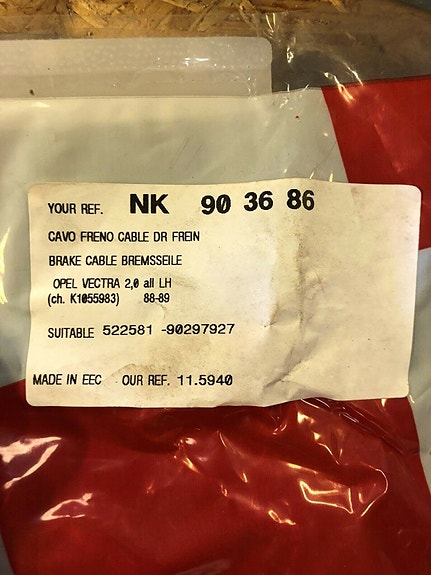 YOUR REF. NK 90 36 86
CAVO FRENO CABLE DR FREIN
BRAKE CABLE BREMSSEILE
OPEL VECTRA 2,0 all LH
(ch. K1055983) 88-89
SUITABLE 522581 -90297927
MADE IN EEC OUR REF. 11.5940